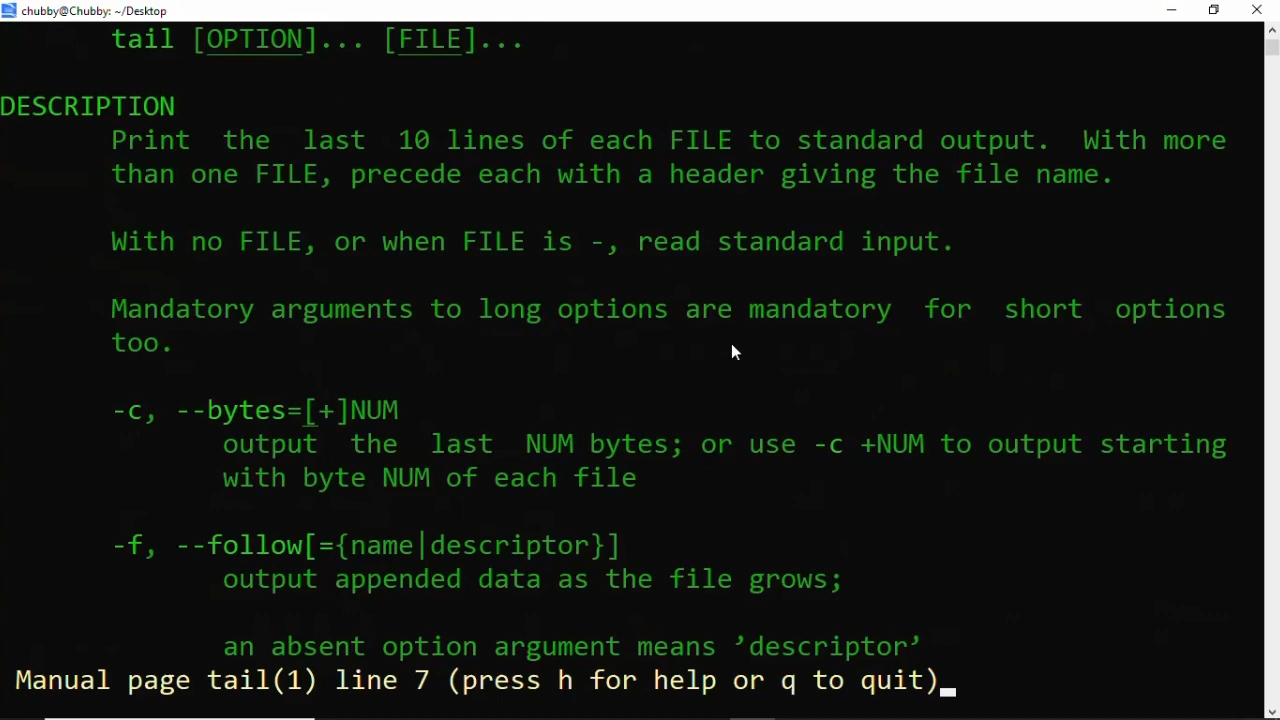 chubby@Chubby: ~/Desktop
tail [OPTION]... [FILE]...
DESCRIPTION
Print the last 10 lines of each FILE to standard output. With more
than one FILE, precede each with a header giving the file name.
With no FILE, or when FILE is -, read standard input.
Mandatory arguments to long options are mandatory for short options
too.
-c, --bytes=[+]NUM
output the last NUM bytes; or use -c +NUM to output starting
with byte NUM of each file
-f, --follow[={name|descriptor}]
output appended data as the file grows;
an absent option argument means ’descriptor’
Manual page tail(1) line 7 (press h for help or q to quit)